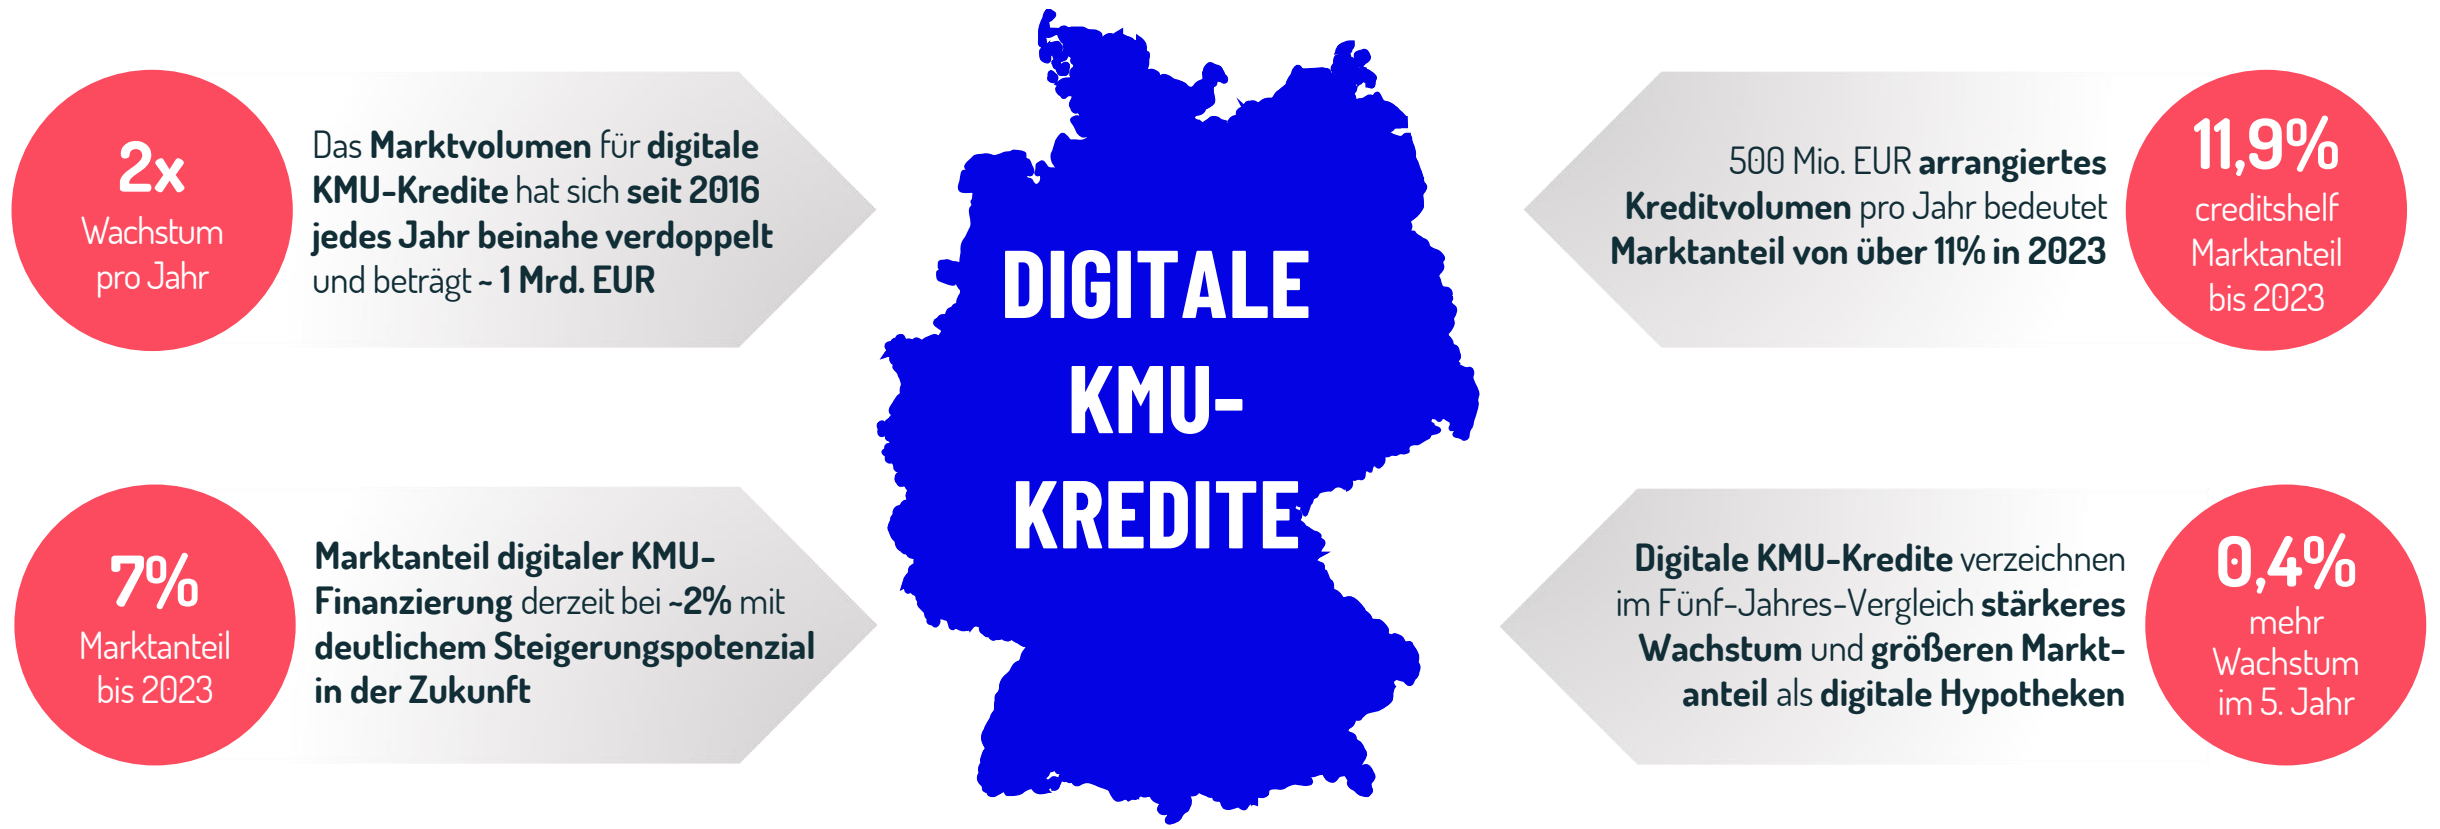 2x
Wachstum
pro Jahr
Das Marktvolumen für digitale
KMU-Kredite hat sich seit 2016
jedes Jahr beinahe verdoppelt
und beträgt ~ 1 Mrd. EUR
7%
Marktanteil
bis 2023
Marktanteil digitaler KMU-
Finanzierung derzeit bei ~2% mit
deutlichem Steigerungspotenzial
in der Zukunft
DIGITALE
KMU-
KREDITE
500 Mio. EUR arrangiertes
Kreditvolumen pro Jahr bedeutet
Marktanteil von über 11% in 2023
11,9%
creditshelf
Marktanteil
bis 2023
Digitale KMU-Kredite verzeichnen
im Fünf-Jahres-Vergleich stärkeres
Wachstum und größeren Markt-
anteil als digitale Hypotheken
0,4%
mehr
Wachstum
im 5. Jahr